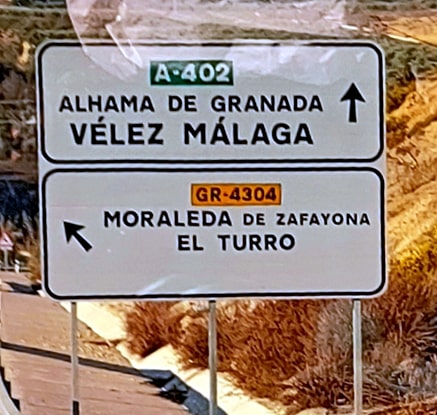 A-402
ALHAMA DE GRANADA
VÉLEZ MÁLAGA
GR-4304
MORALEDA DE ZAFAYONA
EL TURRO